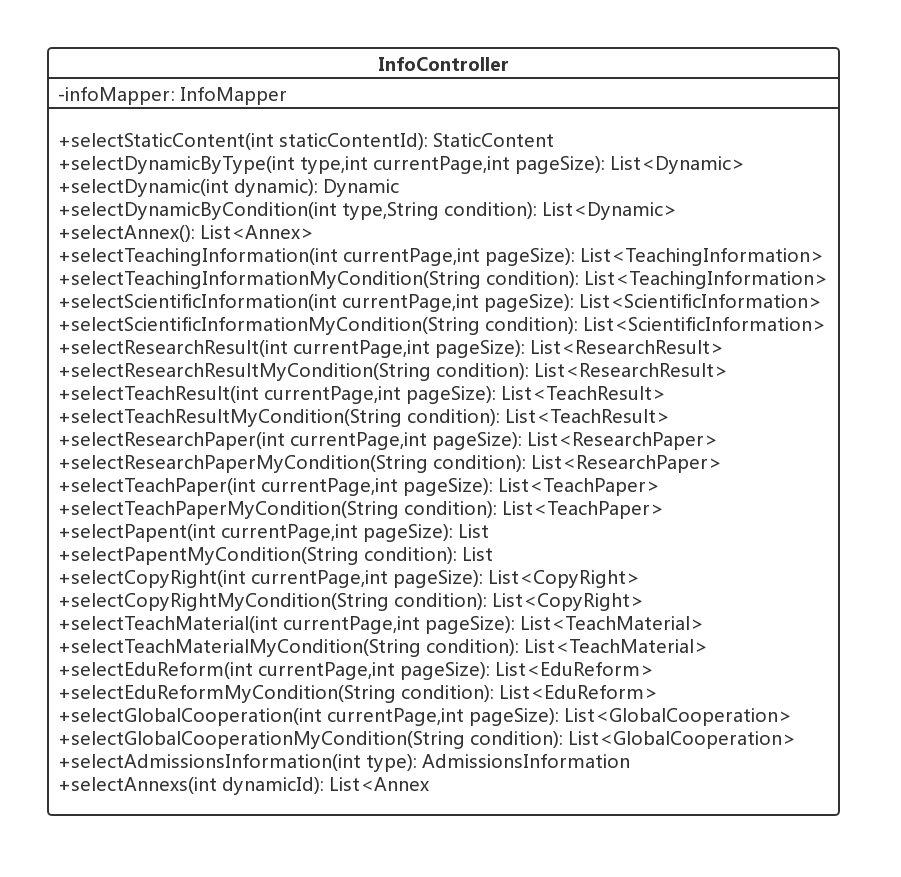 InfoController
-infoMapper: InfoMapper
+selectStaticContent(int staticContentId): StaticContent
+selectDynamicByType(int type,int currentPage,int pageSize): List<Dynamic>
+selectDynamic(int dynamic): Dynamic
+selectDynamicByCondition(int type,String condition): List<Dynamic>
+selectAnnex(): List<Annex>
+selectTeachingInformation(int currentPage,int pageSize): List<TeachingInformation>
+selectTeachingInformationMyCondition(String condition): List<TeachingInformation>
+selectScientificInformation(int currentPage,int pageSize): List<ScientificInformation>
+selectScientificInformationMyCondition(String condition): List<ScientificInformation>
+selectResearchResult(int currentPage,int pageSize): List<ResearchResult>
+selectResearchResultMyCondition(String condition): List<ResearchResult>
+selectTeachResult(int currentPage,int pageSize): List<TeachResult>
+selectTeachResultMyCondition(String condition): List<TeachResult>
+selectResearchPaper(int currentPage,int pageSize): List<ResearchPaper>
+selectResearchPaperMyCondition(String condition): List<ResearchPaper>
+selectTeachPaper(int currentPage,int pageSize): List<TeachPaper>
+selectTeachPaperMyCondition(String condition): List<TeachPaper>
+selectPapent(int currentPage,int pageSize): List
+selectPapentMyCondition(String condition): List
+selectCopyRight(int currentPage,int pageSize): List<CopyRight>
+selectCopyRightMyCondition(String condition): List<CopyRight>
+selectTeachMaterial(int currentPage,int pageSize): List<TeachMaterial>
+selectTeachMaterialMyCondition(String condition): List<TeachMaterial>
+selectEduReform(int currentPage,int pageSize): List<EduReform>
+selectEduReformMyCondition(String condition): List<EduReform>
+selectGlobalCooperation(int currentPage,int pageSize): List<GlobalCooperation>
+selectGlobalCooperationMyCondition(String condition): List<GlobalCooperation>
+selectAdmissionsInformation(int type): AdmissionsInformation
+selectAnnexs(int dynamicId): List<Annex